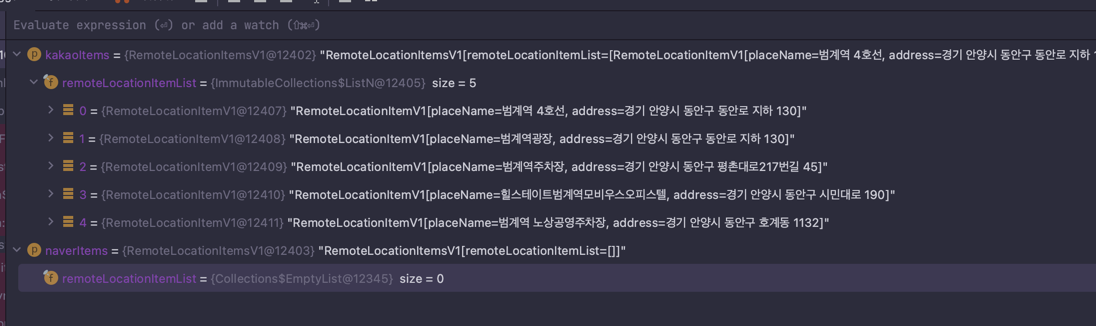 Evaluate expression (⏎) or add a watch (⇧⌘⏎)
kakaoItems = {RemoteLocationItemsV1@12402} "RemoteLocationItemsV1[remoteLocationItemList=[RemoteLocationItemV1[placeName=범계역 4호선, address=경기 안양시 동안구 동안로 지하 1
remoteLocationItemList = {ImmutableCollections$ListN@12405} size = 5
0 = {RemoteLocationItemV1@12407} "RemoteLocationItemV1[placeName=범계역 4호선, address=경기 안양시 동안구 동안로 지하 130]"
1 = {RemoteLocationItemV1@12408} "RemoteLocationItemV1[placeName=범계역광장, address=경기 안양시 동안구 동안로 지하 130]"
2 = {RemoteLocationItemV1@12409} "RemoteLocationItemV1[placeName=범계역주차장, address=경기 안양시 동안구 평촌대로217번길 45]"
3 = {RemoteLocationItemV1@12410} "RemoteLocationItemV1[placeName=힐스테이트범계역모비우스오피스텔, address=경기 안양시 동안구 시민대로 190]"
4 = {RemoteLocationItemV1@12411} "RemoteLocationItemV1[placeName=범계역 노상공영주차장, address=경기 안양시 동안구 호계동 1132]"
naverItems = {RemoteLocationItemsV1@12403} "RemoteLocationItemsV1[remoteLocationItemList=[]]"
remoteLocationItemList = {Collections$EmptyList@12345} size = 0